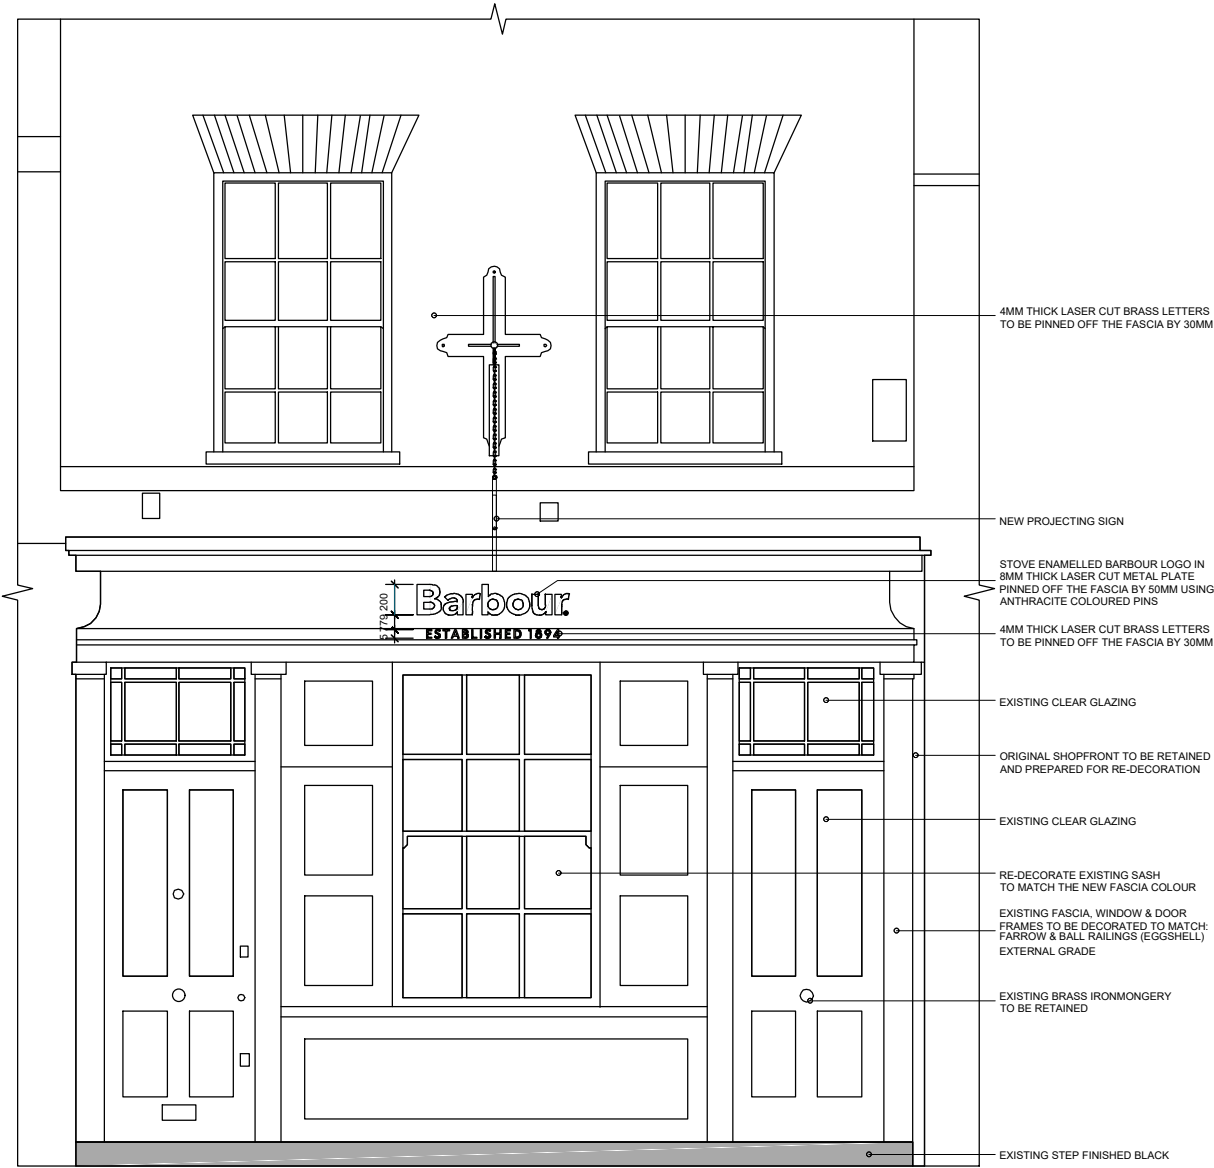 4MM THICK LASER CUT BRASS LETTERS
TO BE PINNED OFF THE FASCIA BY 30MM
NEW PROJECTING SIGN
STOVE ENAMELLED BARBOUR LOGO IN
8MM THICK LASER CUT METAL PLATE
PINNED OFF THE FASCIA BY 50MM USING
ANTHRACITE COLOURED PINS
200
Barbour.
ESTABLISHED 1894
4MM THICK LASER CUT BRASS LETTERS
TO BE PINNED OFF THE FASCIA BY 30MM
EXISTING CLEAR GLAZING
ORIGINAL SHOPFRONT TO BE RETAINED
AND PREPARED FOR RE-DECORATION
EXISTING CLEAR GLAZING
RE-DECORATE EXISTING SASH
TO MATCH THE NEW FASCIA COLOUR
EXISTING FASCIA, WINDOW & DOOR
FRAMES TO BE DECORATED TO MATCH:
FARROW & BALL RAILINGS (EGGSHELL)
EXTERNAL GRADE
EXISTING BRASS IRONMONGERY
TO BE RETAINED
EXISTING STEP FINISHED BLACK